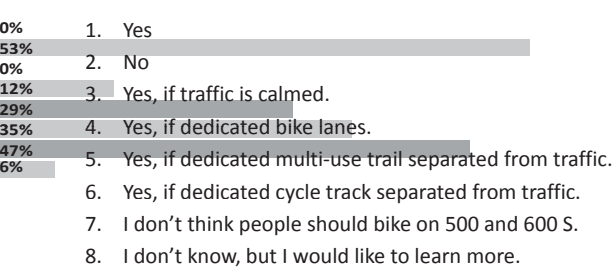 0%
53%
0%
12%
29%
35%
47%
6%
1. Yes
2. No
3. Yes, if traffic is calmed.
4. Yes, if dedicated bike lanes.
5. Yes, if dedicated multi-use trail separated from traffic.
6. Yes, if dedicated cycle track separated from traffic.
7. I don’t think people should bike on 500 and 600 S.
8. I don’t know, but I would like to learn more.